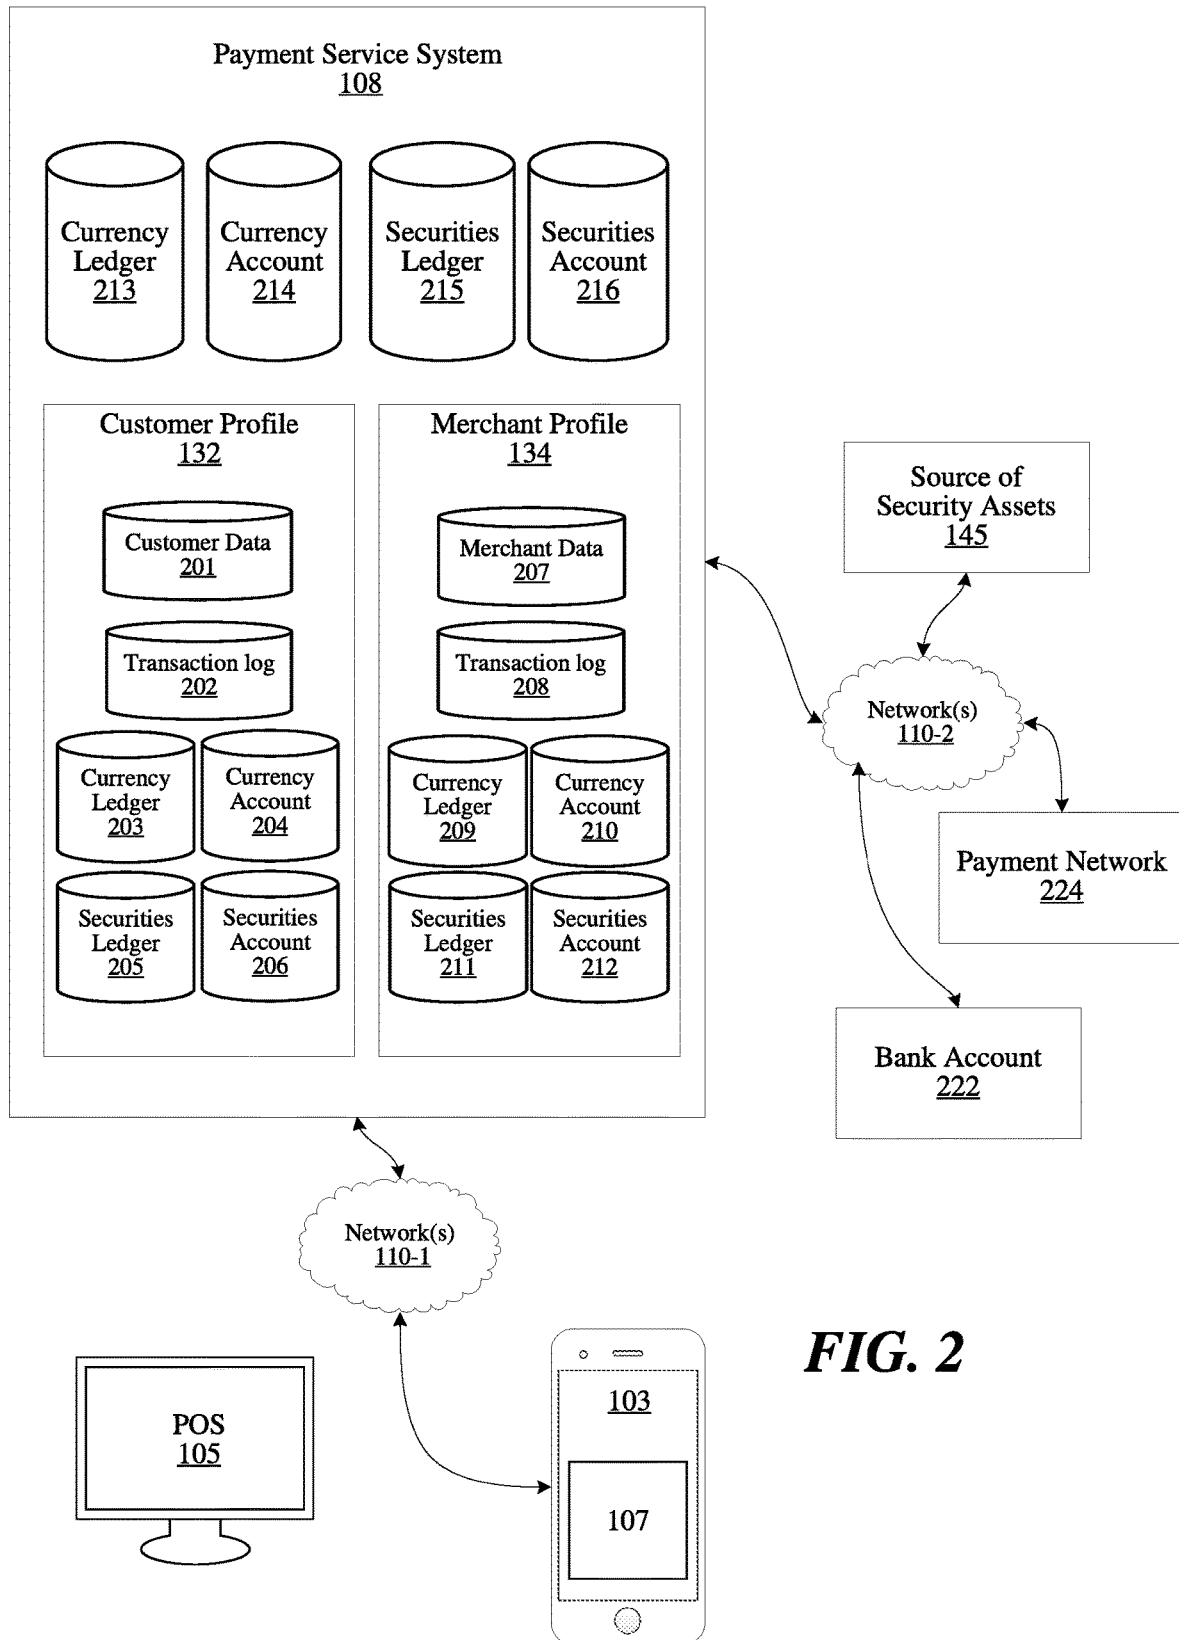 Payment Service System
108
Currency
Ledger
213
Currency
Account
214
Securities
Ledger
215
Securities
Account
216
Customer Profile
132
Customer Data
201
Transaction log
202
Currency
Ledger
203
Currency
Account
204
Securities
Ledger
205
Securities
Account
206
Merchant Profile
134
Merchant Data
207
Transaction log
208
Currency
Ledger
209
Currency
Account
210
Securities
Ledger
211
Securities
Account
212
Source of
Security Assets
145
Network(s)
110-2
Payment Network
224
Bank Account
222
Network(s)
110-1
POS
105
103
107
FIG. 2